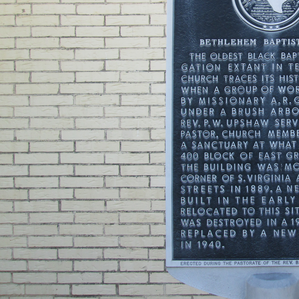 BETHLEHEM BAPTIST
THE OLDEST BLACK BAPT
GATION EXTANT IN TE
CHURCH TRACES ITS HIST
WHEN A GROUP OF WOR
BY MISSIONARY A. R. G
UNDER A BRUSH ARBO
REV. P. W. UPSHAW SERV
PASTOR, CHURCH MEMBE
A SANCTUARY AT WHAT
400 BLOCK OF EAST GR
THE BUILDING WAS MO
CORNER OF S. VIRGINIA A
STREETS IN 1889. A NE
BUILT IN THE EARLY
RELOCATED TO THIS SIT
WAS DESTROYED IN A 19
REPLACED BY A NEW
IN 1940.
ERECTED DURING THE PASTORATE OF THE REV.